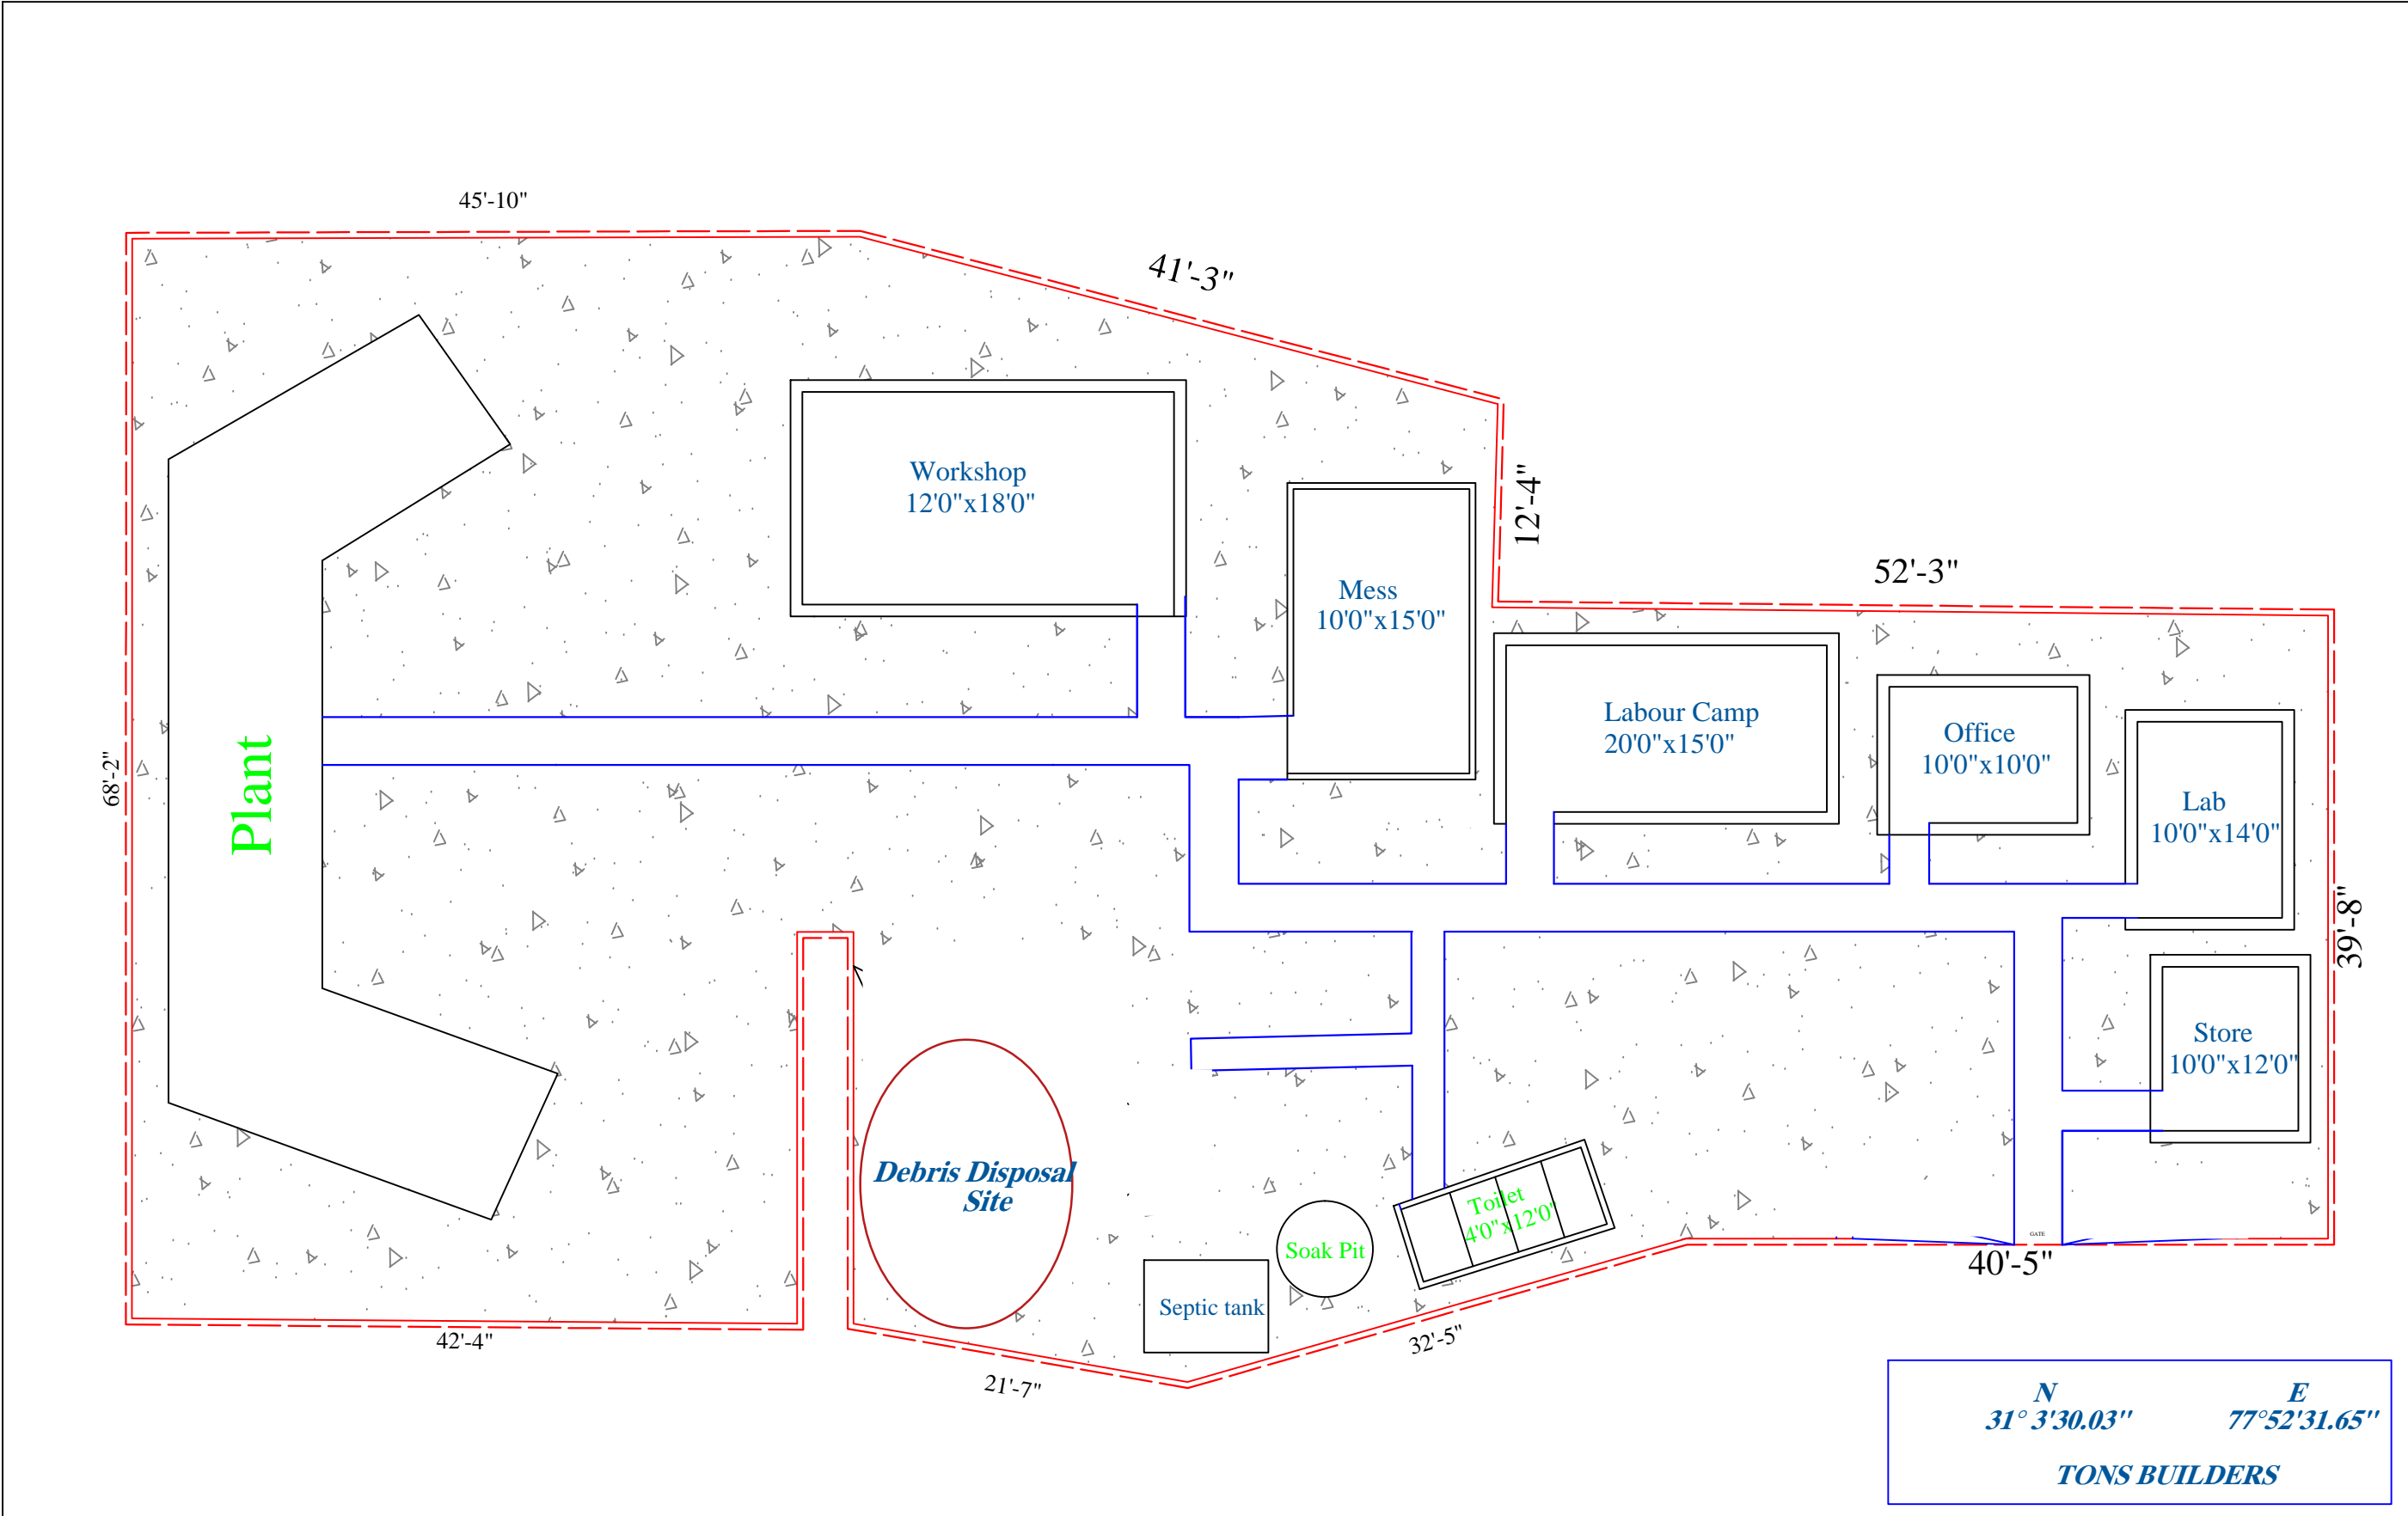 45'-10"
41'-3"
12'-4"
52'-3"
Workshop
12'0"x18'0"
Mess
10'0"x15'0"
Labour Camp
20'0"x15'0"
Office
10'0"x10'0"
Lab
10'0"x14'0"
68'-2"
Plant
39'-8"
Store
10'0"x12'0"
Debris Disposal
Site
Toilet
4'0"x12'0"
Soak Pit
Septic tank
GATE
40'-5"
42'-4"
32'-5"
21'-7"
N
31° 3'30.03"
E
77°52'31.65"
TONS BUILDERS